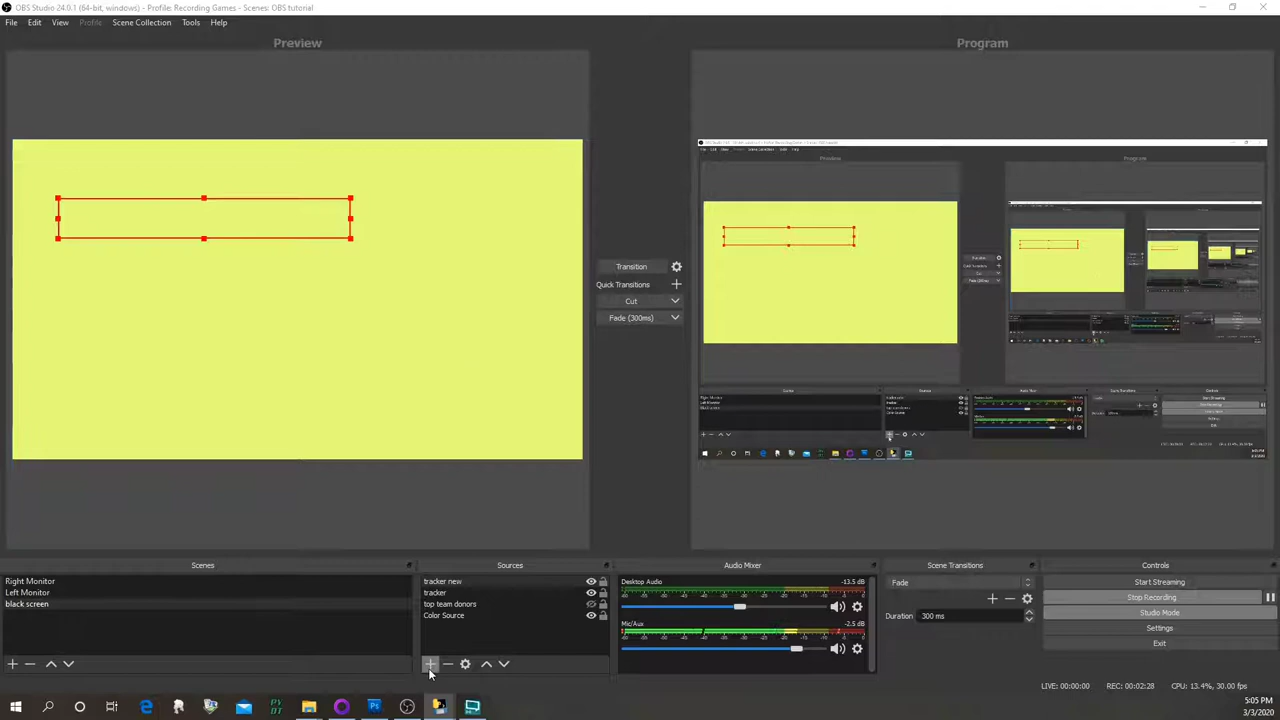 OBS Studio 24.0.1 (64-bit, windows) - Profile: Recording Games - Scenes: OBS tutorial
File Edit View Profile Scene Collection Tools Help
Preview
Program
Transition
Quick Transitions
Cut
Fade (300ms)
Scenes
Right Monitor
Left Monitor
black screen
Sources
tracker new
tracker
top team donors
Color Source
Audio Mixer
Desktop Audio -13.5 dB
Mic/Aux -2.5 dB
Scene Transitions
Fade
Duration 300 ms
Controls
Start Streaming
Stop Recording
Studio Mode
Settings
Exit
LIVE: 00:00:00 REC: 00:02:28 CPU: 13.4%, 30.00 fps
5:05 PM
3/3/2020